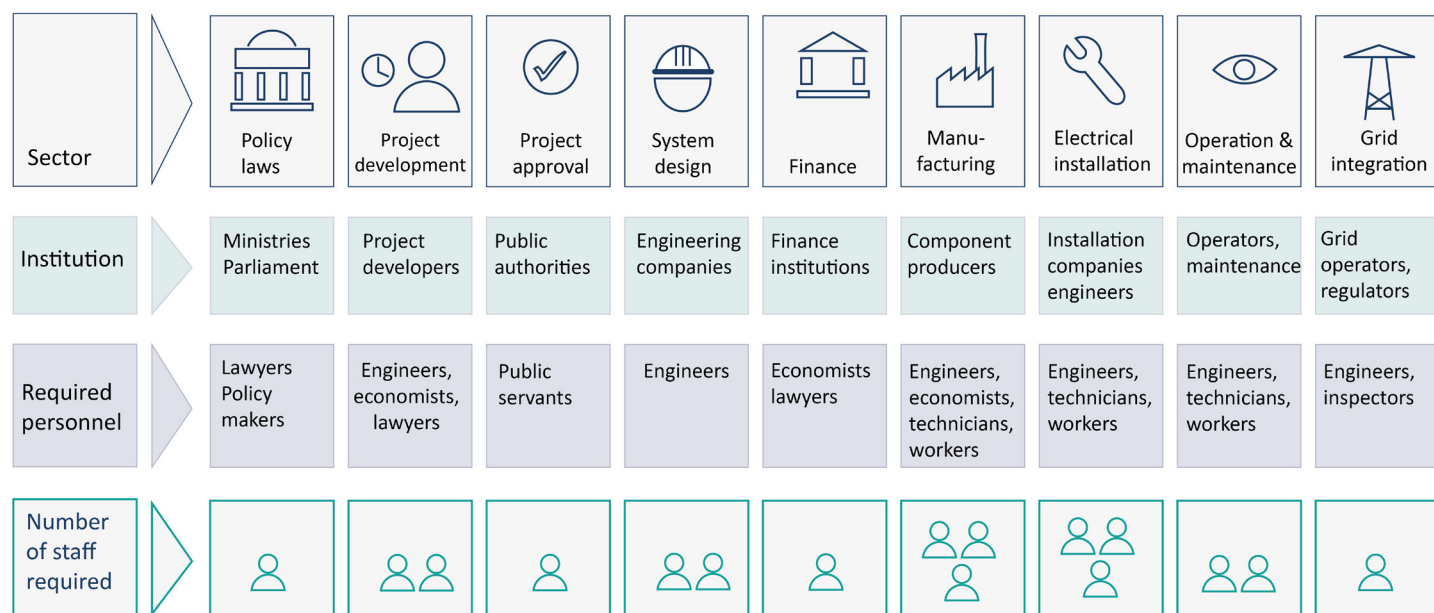 Sector
Policy
laws
Project
development
Project
approval
System
design
Finance
Manu-
facturing
Electrical
installation
Operation &
maintenance
Grid
integration
Institution
Ministries
Parliament
Project
developers
Public
authorities
Engineering
companies
Finance
institutions
Component
producers
Installation
companies
engineers
Operators,
maintenance
Grid
operators,
regulators
Required
personnel
Lawyers
Policy
makers
Engineers,
economists,
lawyers
Public
servants
Engineers
Economists
lawyers
Engineers,
economists,
technicians,
workers
Engineers,
technicians,
workers
Engineers,
technicians,
workers
Engineers,
inspectors
Number
of staff
required